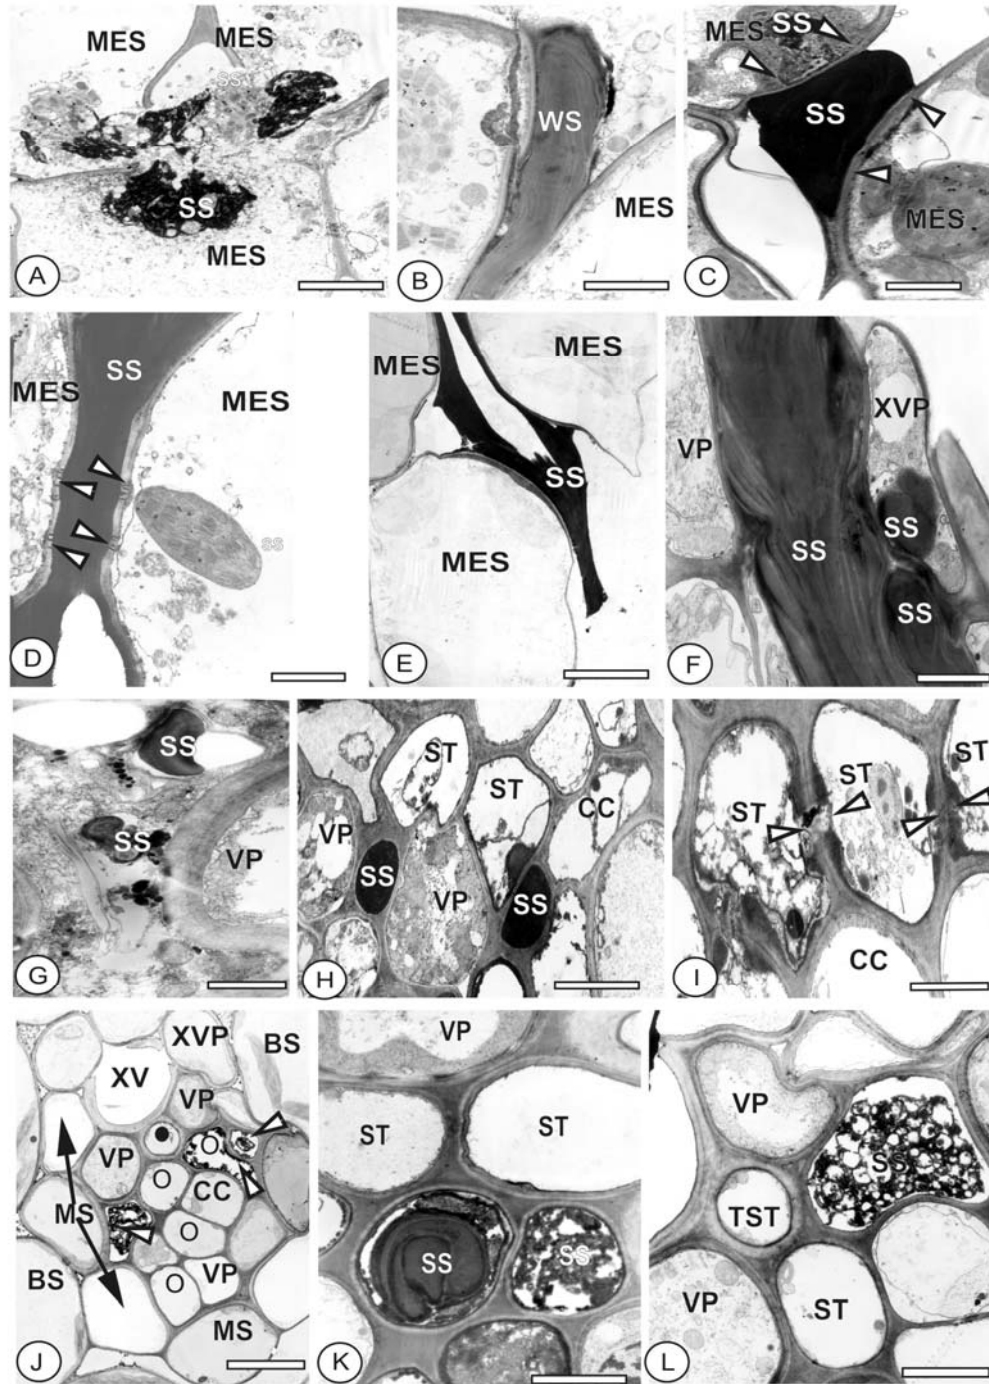 MES MES
SS
SS
MES
A
WS
MES
B
MES SS
SS
MES
C
MES SS MES
SS
D
MES MES
SS
MES
E
VP XVP
SS SS
SS
F
SS
SS
VP
G
ST
ST
VP CC
SS VP SS
H
ST
ST ST
CC
I
XVP BS
XV
VP
VP O
O CC
MS O
BS O VP
MS
J
VP
ST ST
SS SS
K
VP
SS
TST
VP ST
L